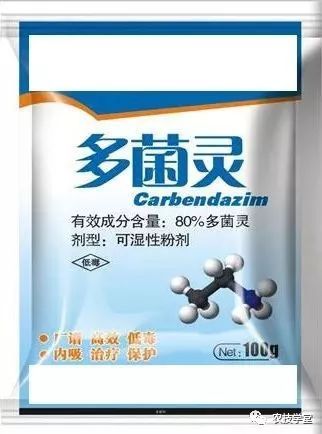 多菌灵
Carbendazim
有效成分含量：80%多菌灵
剂型：可湿性粉剂
低毒
广谱 高效 低毒
内吸 治疗 保护
Net：100g
农技学堂